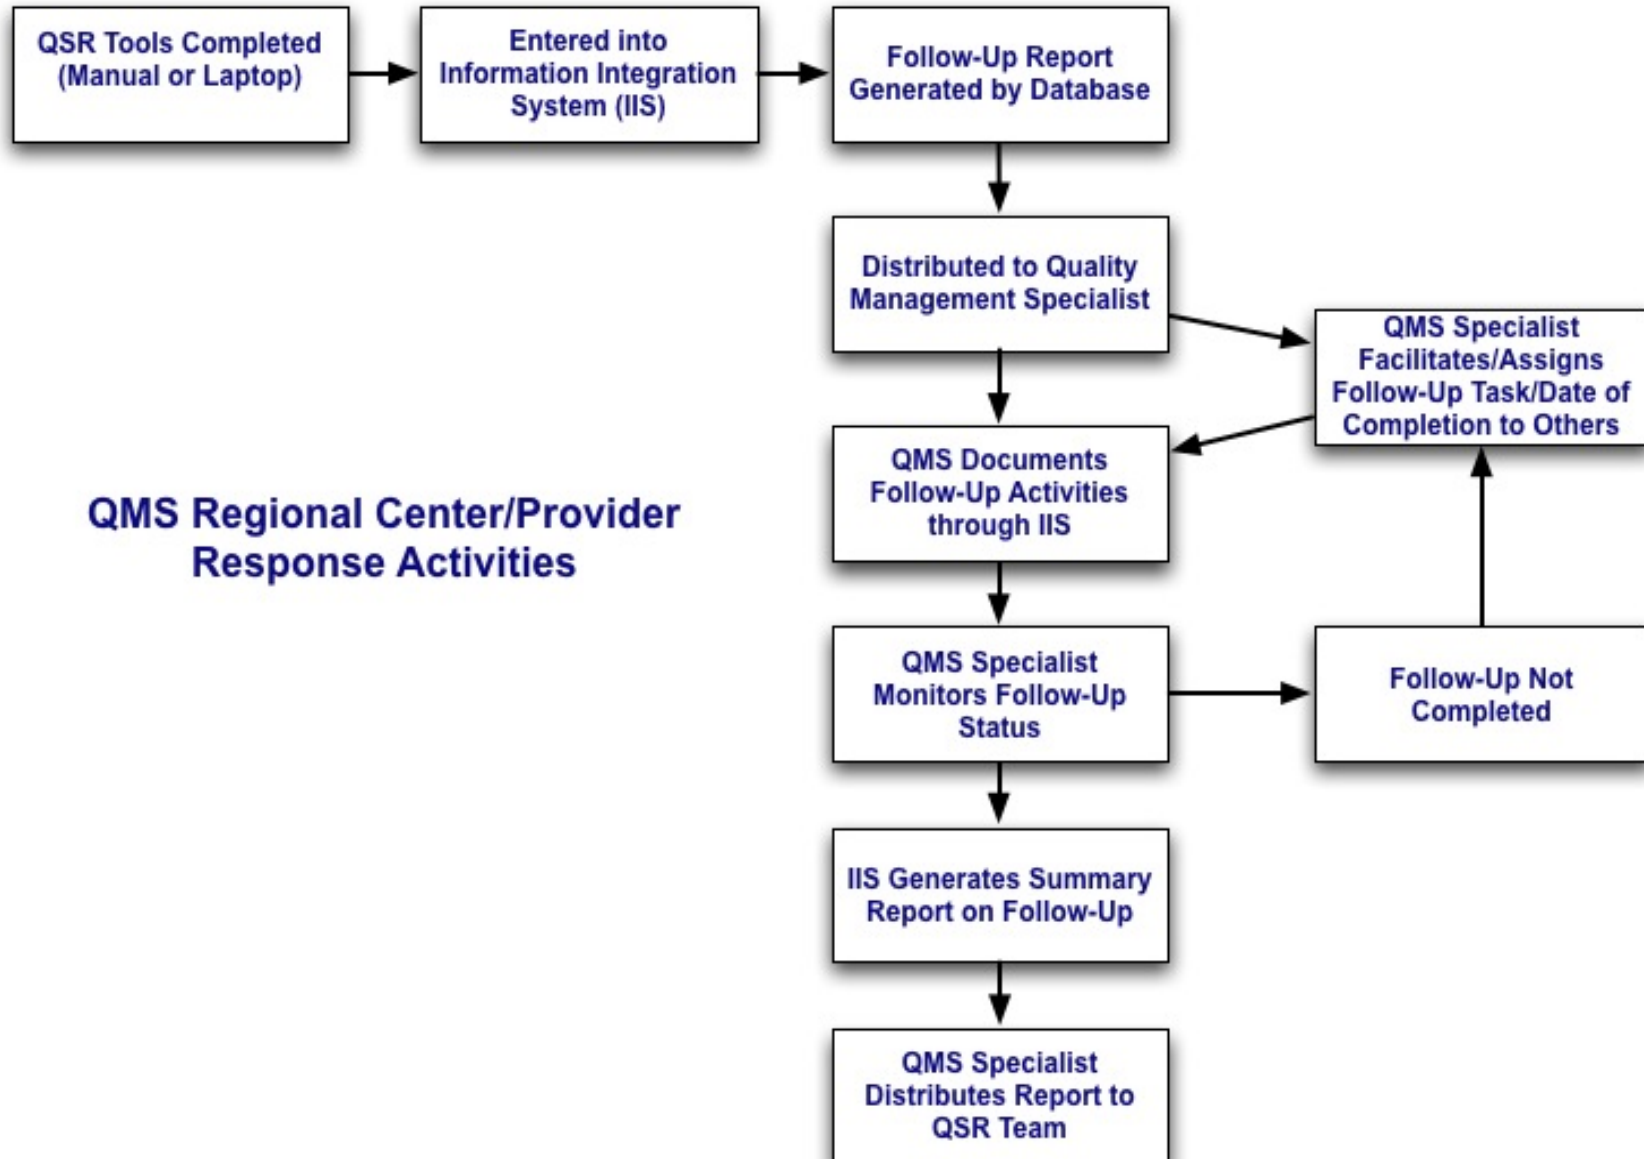 QSR Tools Completed
(Manual or Laptop)
Entered into
Information Integration
System (IIS)
Follow-Up Report
Generated by Database
Distributed to Quality
Management Specialist
QMS Specialist
Facilitates/Assigns
Follow-Up Task/Date of
Completion to Others
QMS Documents
Follow-Up Activities
through IIS
QMS Regional Center/Provider
Response Activities
QMS Specialist
Monitors Follow-Up
Status
Follow-Up Not
Completed
IIS Generates Summary
Report on Follow-Up
QMS Specialist
Distributes Report to
QSR Team